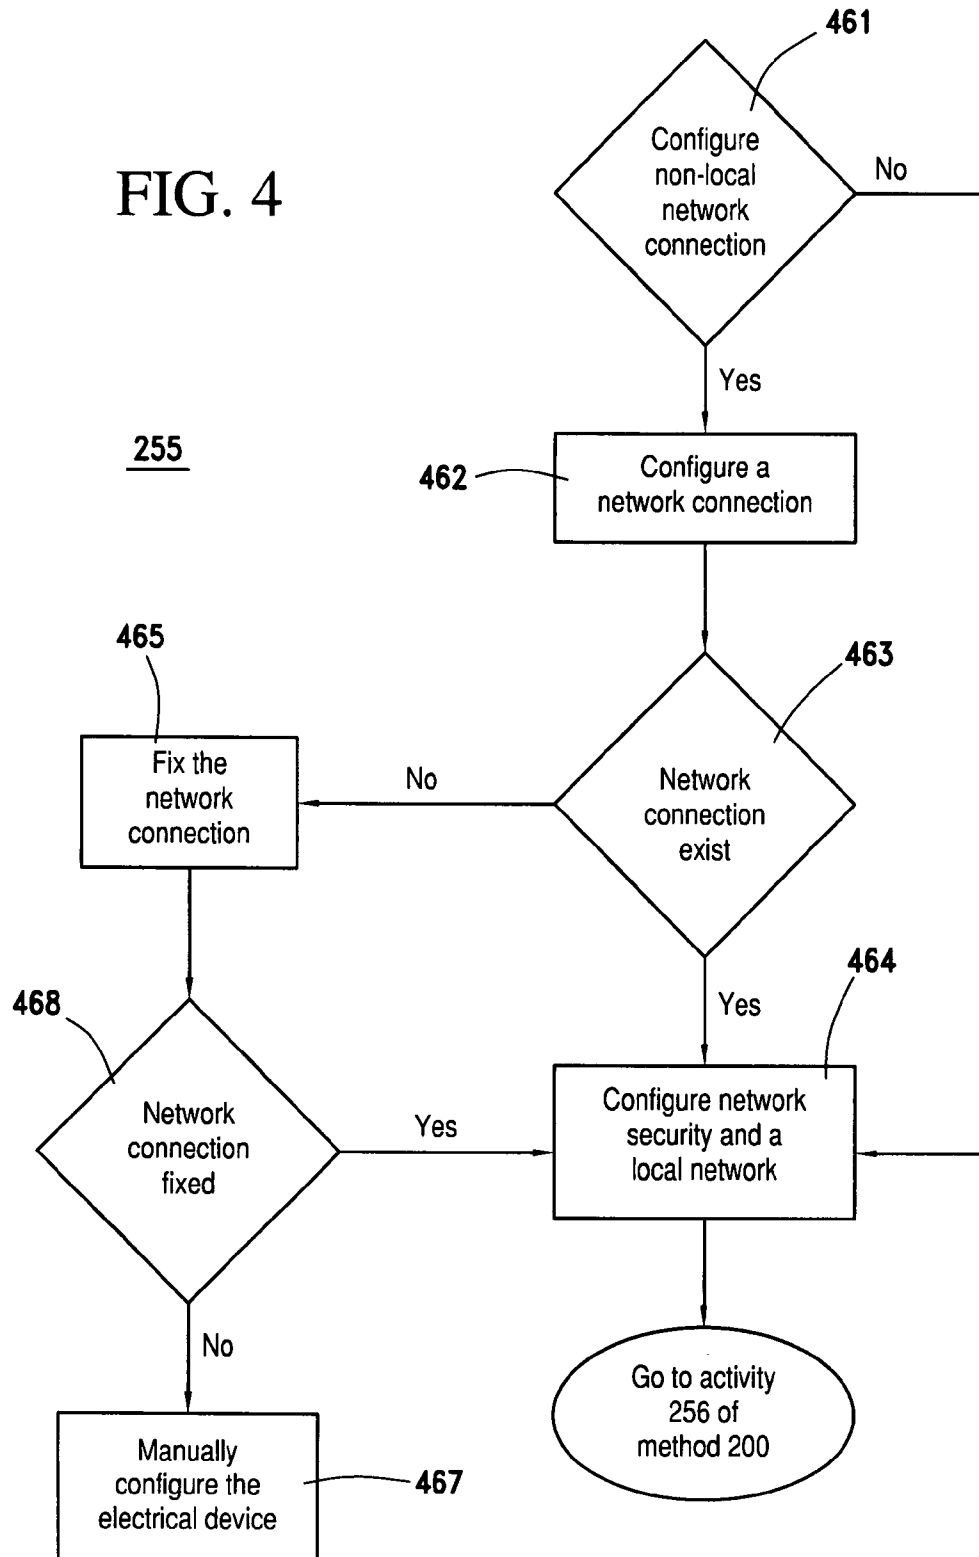 461
Configure
non-local
network
connection
No
FIG. 4
Yes
255
462
Configure a
network connection
465
463
Fix the
network
connection
No
Network
connection
exist
464
468
Yes
Configure network
security and a
local network
Network
connection
fixed
Yes
No
Go to activity
256 of
method 200
Manually
configure the
electrical device
467